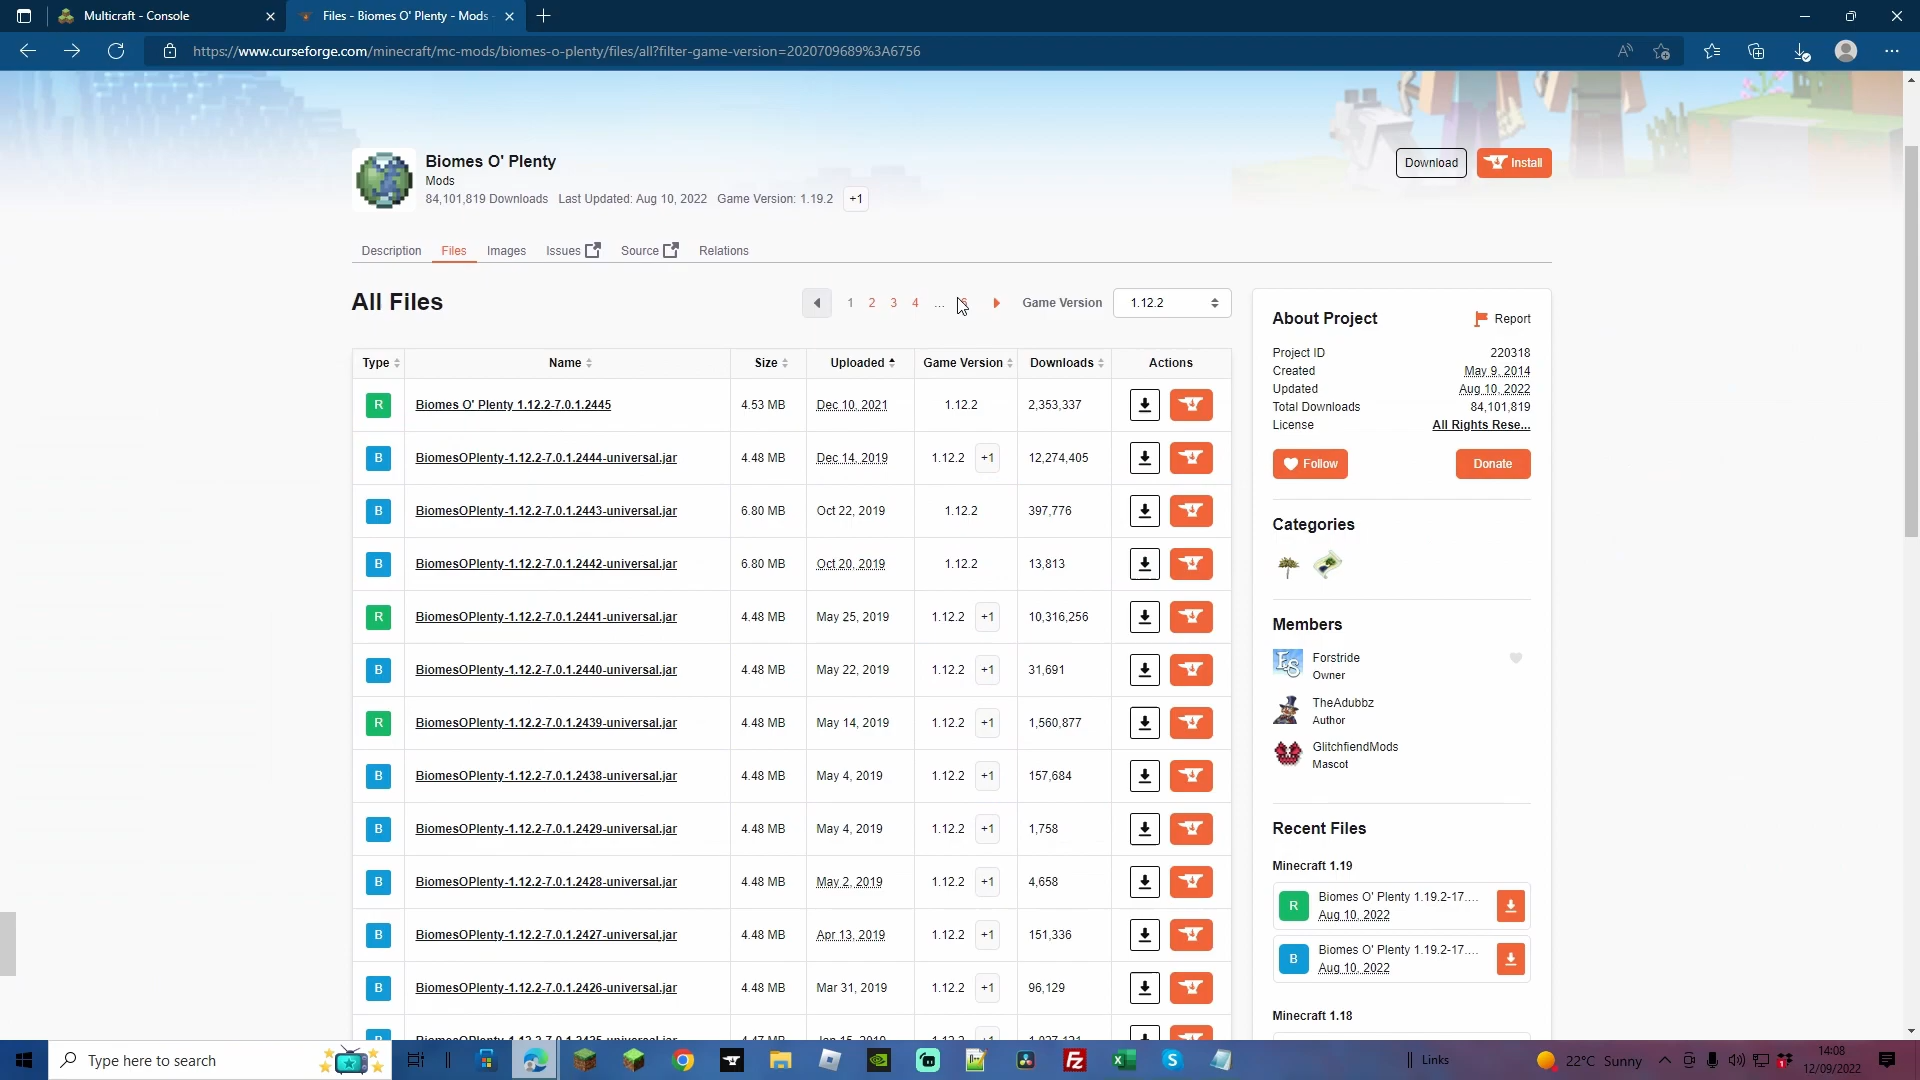 Multicraft - Console
Files - Biomes O' Plenty - Mods -
https://www.curseforge.com/minecraft/mc-mods/biomes-o-plenty/files/all?filter-game-version=2020709689%3A6756
Biomes O' Plenty
Mods
84,101,819 Downloads Last Updated: Aug 10, 2022 Game Version: 1.19.2 +1
Download
Install
Description Files Images Issues Source Relations
All Files
1 2 3 4 ... 6
Game Version 1.12.2
Type Name Size Uploaded Game Version Downloads Actions
R Biomes O' Plenty 1.12.2-7.0.1.2445 4.53 MB Dec 10, 2021 1.12.2 2,353,337
B BiomesOPlenty-1.12.2-7.0.1.2444-universal.jar 4.48 MB Dec 14, 2019 1.12.2 +1 12,274,405
B BiomesOPlenty-1.12.2-7.0.1.2443-universal.jar 6.80 MB Oct 22, 2019 1.12.2 397,776
B BiomesOPlenty-1.12.2-7.0.1.2442-universal.jar 6.80 MB Oct 20, 2019 1.12.2 13,813
R BiomesOPlenty-1.12.2-7.0.1.2441-universal.jar 4.48 MB May 25, 2019 1.12.2 +1 10,316,256
B BiomesOPlenty-1.12.2-7.0.1.2440-universal.jar 4.48 MB May 22, 2019 1.12.2 +1 31,691
R BiomesOPlenty-1.12.2-7.0.1.2439-universal.jar 4.48 MB May 14, 2019 1.12.2 +1 1,560,877
B BiomesOPlenty-1.12.2-7.0.1.2438-universal.jar 4.48 MB May 4, 2019 1.12.2 +1 157,684
B BiomesOPlenty-1.12.2-7.0.1.2429-universal.jar 4.48 MB May 4, 2019 1.12.2 +1 1,758
B BiomesOPlenty-1.12.2-7.0.1.2428-universal.jar 4.48 MB May 2, 2019 1.12.2 +1 4,658
B BiomesOPlenty-1.12.2-7.0.1.2427-universal.jar 4.48 MB Apr 13, 2019 1.12.2 +1 151,336
B BiomesOPlenty-1.12.2-7.0.1.2426-universal.jar 4.48 MB Mar 31, 2019 1.12.2 +1 96,129
About Project
Report
Project ID 220318
Created May 9, 2014
Updated Aug 10, 2022
Total Downloads 84,101,819
License All Rights Rese...
Follow
Donate
Categories
Members
Forstride
Owner
TheAdubbz
Author
GlitchfiendMods
Mascot
Recent Files
Minecraft 1.19
R Biomes O' Plenty 1.19.2-17....
Aug 10, 2022
B Biomes O' Plenty 1.19.2-17....
Aug 10, 2022
Minecraft 1.18
Type here to search
Links
22°C Sunny
14:08
12/09/2022